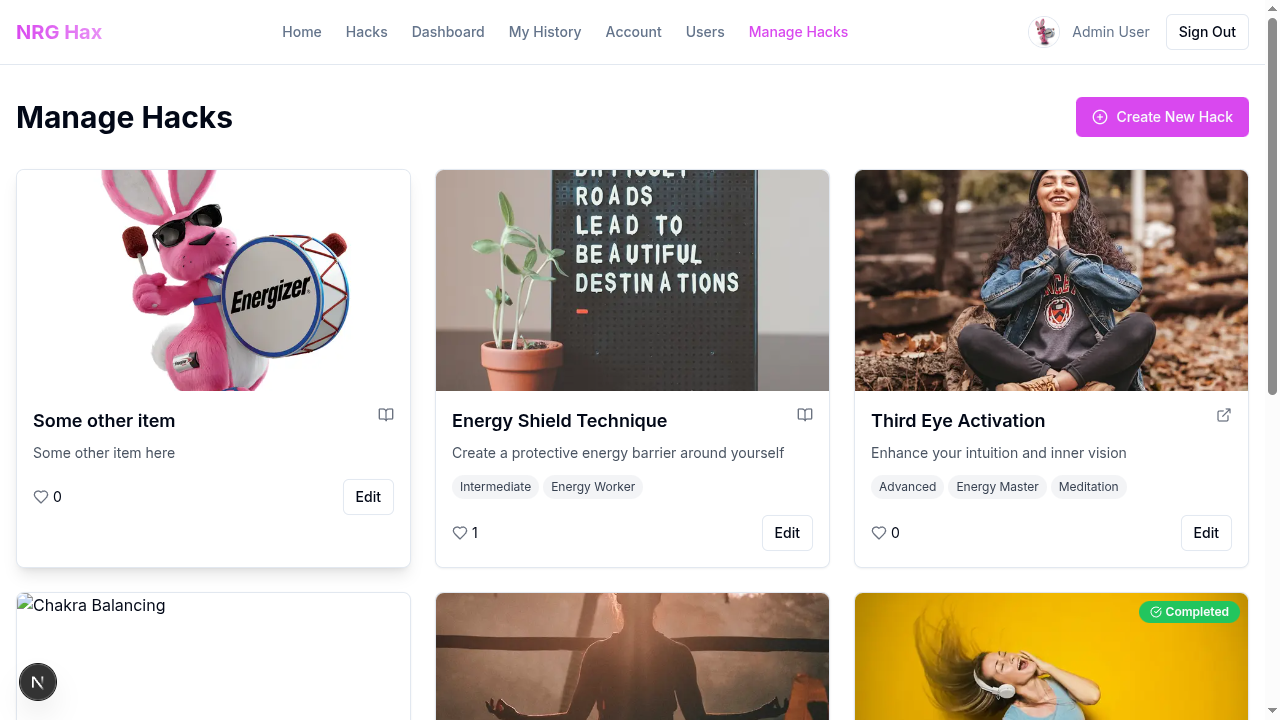 NRG Hax
Home
Hacks
Dashboard
My History
Account
Users
Manage Hacks
Admin User
Sign Out
Manage Hacks
Create New Hack
Energizer
DIFFICULT
ROADS
LEAD TO
BEAUTIFUL
DESTINATIONS
Some other item
Some other item here
0
Edit
Energy Shield Technique
Create a protective energy barrier around yourself
Intermediate
Energy Worker
1
Edit
Third Eye Activation
Enhance your intuition and inner vision
Advanced
Energy Master
Meditation
0
Edit
Chakra Balancing
Completed
N